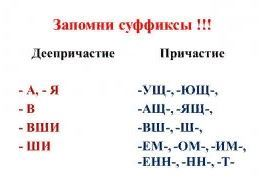 Запомни суффиксы !!!
Деепричастие Причастие
- А, - Я -УЩ-, -ЮЩ-,
- В -АЩ-, -ЯЩ-,
- ВШИ -ВШ-, -Ш-,
- ШИ -ЕМ-, -ОМ-, -ИМ-,
-ЕНН-, -НН-, -Т-